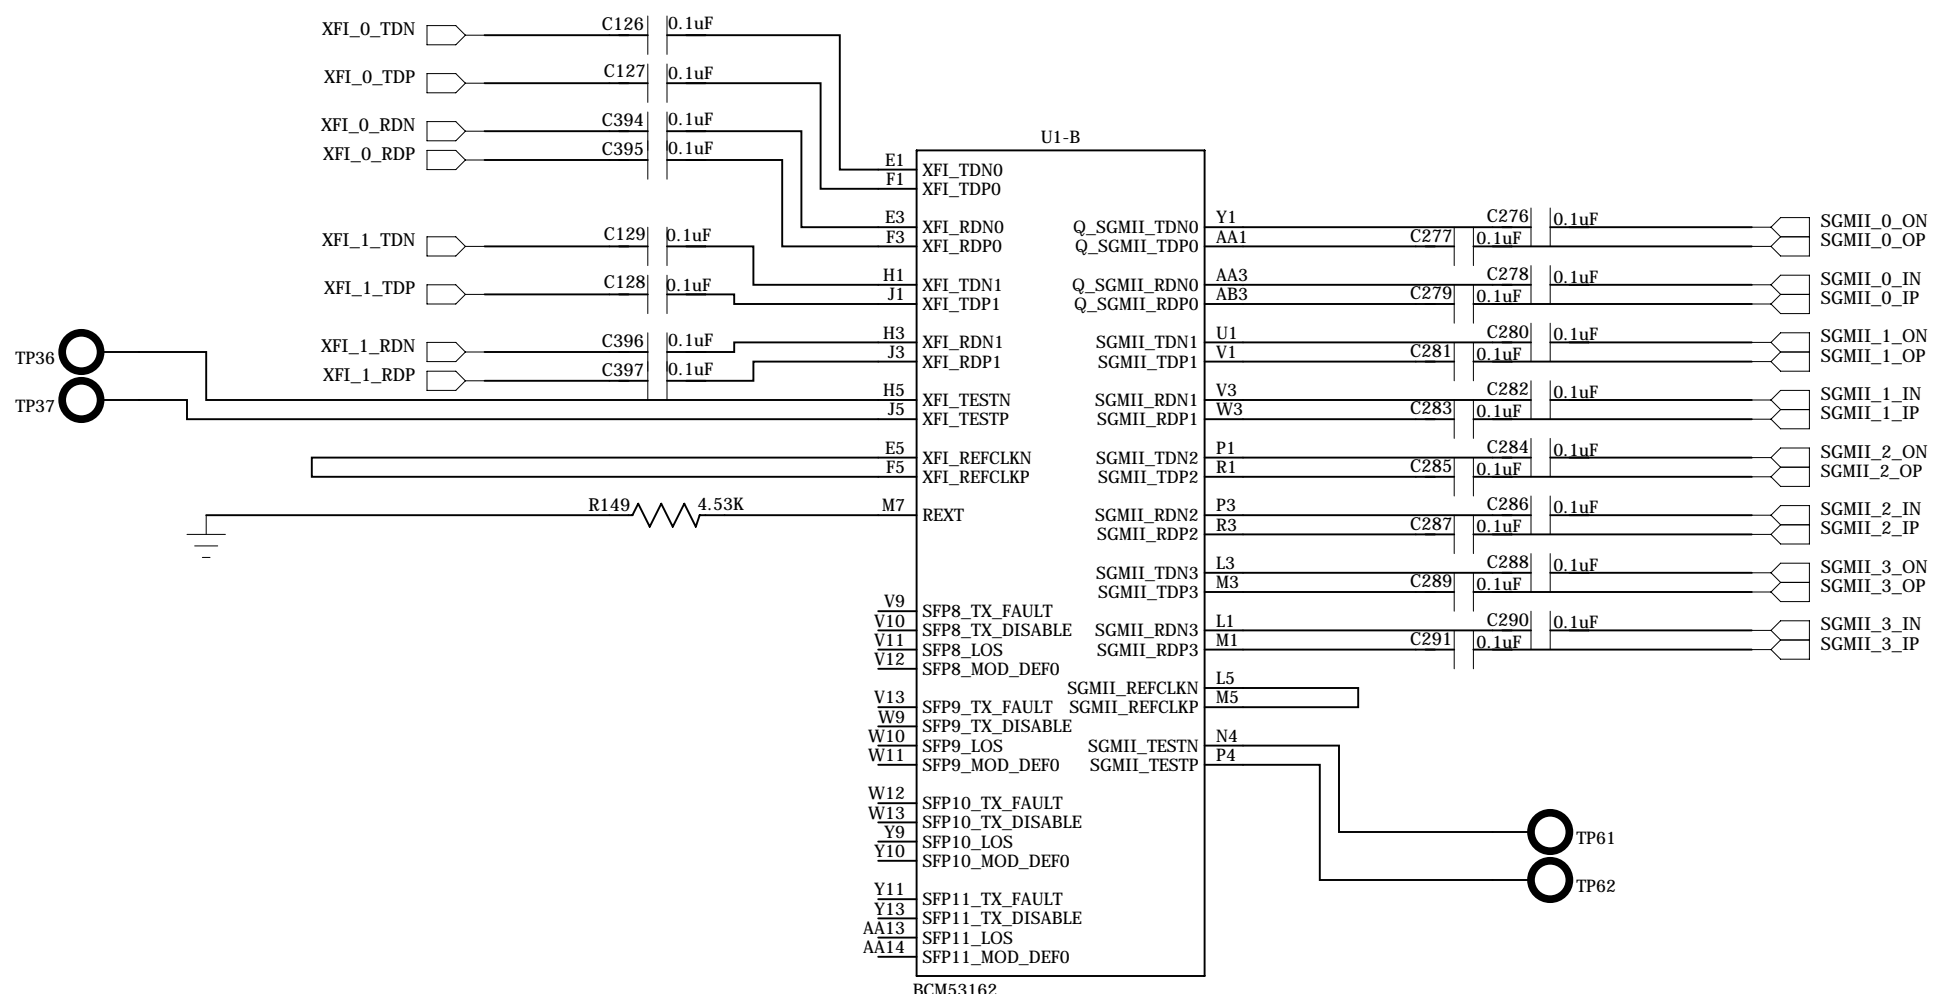 XFI_0_TDN C126 0.1uF
XFI_0_TDP C127 0.1uF
XFI_0_RDN C394 0.1uF
XFI_0_RDP C395 0.1uF
U1-B
E1 XFI_TDN0
F1 XFI_TDP0
E3 XFI_RDN0 Q_SGMII_TDN0 Y1 C276 0.1uF SGMII_0_ON
F3 XFI_RDP0 Q_SGMII_TDP0 AA1 C277 0.1uF SGMII_0_OP
XFI_1_TDN C129 0.1uF
H1 XFI_TDN1 Q_SGMII_RDN0 AA3 C278 0.1uF SGMII_0_IN
XFI_1_TDP C128 0.1uF
J1 XFI_TDP1 Q_SGMII_RDP0 AB3 C279 0.1uF SGMII_0_IP
XFI_1_RDN C396 0.1uF
H3 XFI_RDN1 SGMII_TDN1 U1 C280 0.1uF SGMII_1_ON
TP36
J3 XFI_RDP1 SGMII_TDP1 V1 C281 0.1uF SGMII_1_OP
XFI_1_RDP C397 0.1uF
H5 XFI_TESTN SGMII_RDN1 V3 C282 0.1uF SGMII_1_IN
TP37
J5 XFI_TESTP SGMII_RDP1 W3 C283 0.1uF SGMII_1_IP
E5 XFI_REFCLKN SGMII_TDN2 P1 C284 0.1uF SGMII_2_ON
F5 XFI_REFCLKP SGMII_TDP2 R1 C285 0.1uF SGMII_2_OP
R149 4.53K M7 REXT SGMII_RDN2 P3 C286 0.1uF SGMII_2_IN
SGMII_RDP2 R3 C287 0.1uF SGMII_2_IP
SGMII_TDN3 L3 C288 0.1uF SGMII_3_ON
SGMII_TDP3 M3 C289 0.1uF SGMII_3_OP
V9 SFP8_TX_FAULT
V10 SFP8_TX_DISABLE SGMII_RDN3 L1 C290 0.1uF SGMII_3_IN
V11 SFP8_LOS SGMII_RDP3 M1 C291 0.1uF SGMII_3_IP
V12 SFP8_MOD_DEF0
SGMII_REFCLKN L5
V13 SFP9_TX_FAULT SGMII_REFCLKP M5
W9 SFP9_TX_DISABLE
W10 SFP9_LOS SGMII_TESTN N4
W11 SFP9_MOD_DEF0 SGMII_TESTP P4
W12 SFP10_TX_FAULT
W13 SFP10_TX_DISABLE
TP61
Y9 SFP10_LOS
Y10 SFP10_MOD_DEF0
TP62
Y11 SFP11_TX_FAULT
Y13 SFP11_TX_DISABLE
AA13 SFP11_LOS
AA14 SFP11_MOD_DEF0
BCM53162